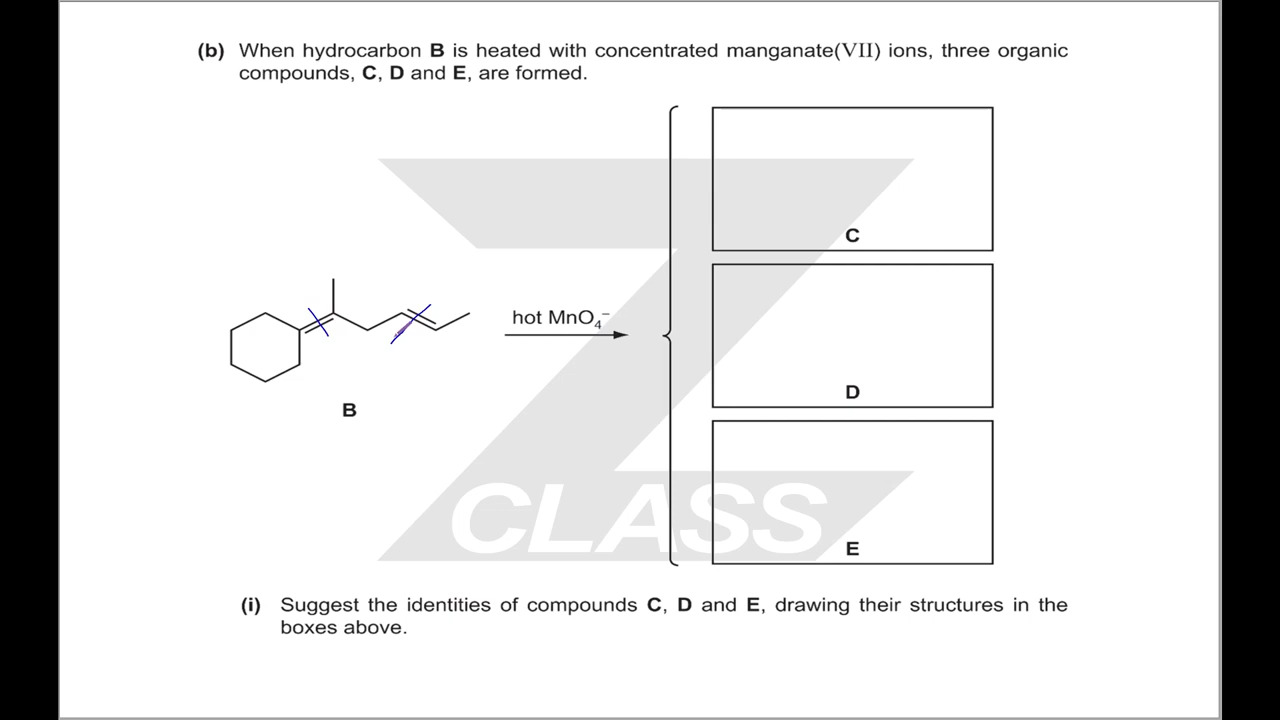 (b) When hydrocarbon B is heated with concentrated manganate(VII) ions, three organic
compounds, C, D and E, are formed.
C
hot MnO₄⁻
D
B
CLASS
E
(i) Suggest the identities of compounds C, D and E, drawing their structures in the
boxes above.